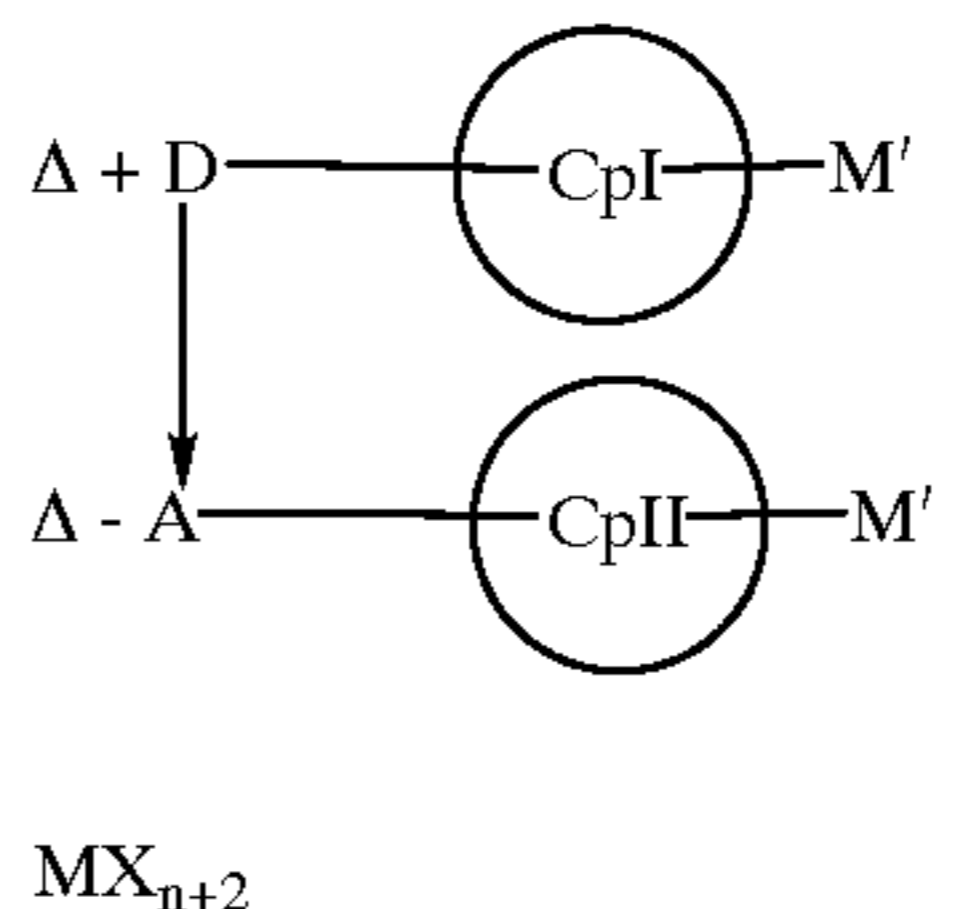 Δ + D CpI M′
Δ - A CpII M′
MXₙ₊₂